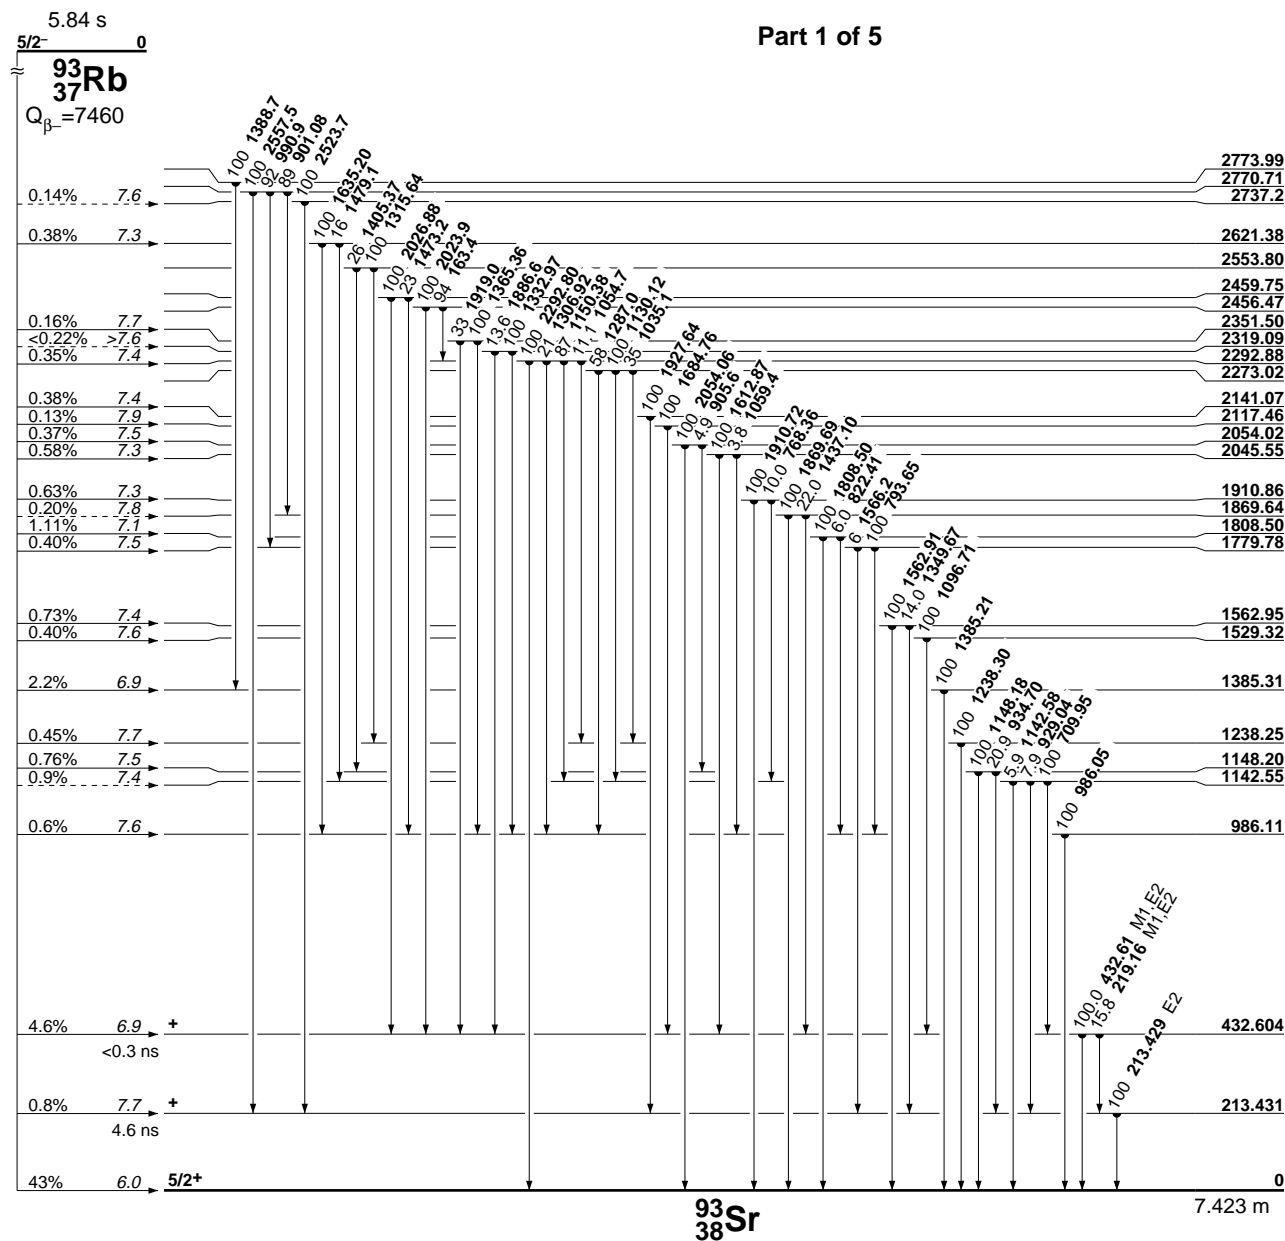 5.84 s
Part 1 of 5
5/2− 0
93
37Rb
Qβ−=7460
100 1388.7
100 2557.5
92 990.9
89 901.08
100 2523.7
100 1635.20
16 1479.1
26 1405.37
100 1315.64
100 2026.88
23 1473.2
100 2023.9
94 163.4
33 1919.0
100 1365.36
13.6 1886.6
100 1332.97
100 2292.80
21 1306.92
87 1150.38
11.1 1054.7
58 1287.0
100 1130.12
35 1035.1
100 1927.64
100 1684.76
100 2054.06
4.9 905.6
100 1612.87
3.8 1059.4
100 1910.72
10.0 768.36
100 1869.69
22.0 1437.10
100 1808.50
6.0 822.41
6 1566.2
100 793.65
100 1562.91
14.0 1349.67
100 1096.71
100 1385.21
100 1238.30
100 1148.18
20.9 934.70
5.9 1142.58
7.9 929.04
100 709.95
100 986.05
100.0 432.61 M1,E2
15.8 219.16 M1,E2
100 213.429 E2
2773.99
2770.71
0.14% 7.6 2737.2
0.38% 7.3 2621.38
2553.80
2459.75
2456.47
0.16% 7.7 2351.50
<0.22% >7.6 2319.09
0.35% 7.4 2292.88
2273.02
0.38% 7.4 2141.07
0.13% 7.9 2117.46
0.37% 7.5 2054.02
0.58% 7.3 2045.55
0.63% 7.3 1910.86
0.20% 7.8 1869.64
1.11% 7.1 1808.50
0.40% 7.5 1779.78
0.73% 7.4 1562.95
0.40% 7.6 1529.32
2.2% 6.9 1385.31
0.45% 7.7 1238.25
0.76% 7.5 1148.20
0.9% 7.4 1142.55
0.6% 7.6 986.11
4.6% 6.9 + 432.604
<0.3 ns
0.8% 7.7 + 213.431
4.6 ns
43% 6.0 5/2+ 0
93
38Sr
7.423 m